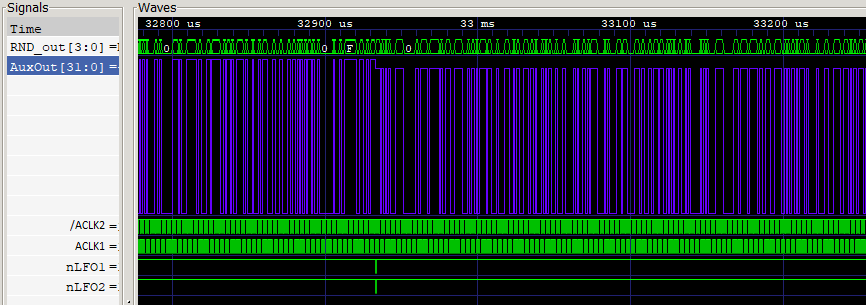 Signals
Waves
Time
32800 us 32900 us 33 ms 33100 us 33200 us
RND_out[3:0] = 0 0 F 0
AuxOut[31:0] =
/ACLK2 =
ACLK1 =
nLFO1 =
nLFO2 =